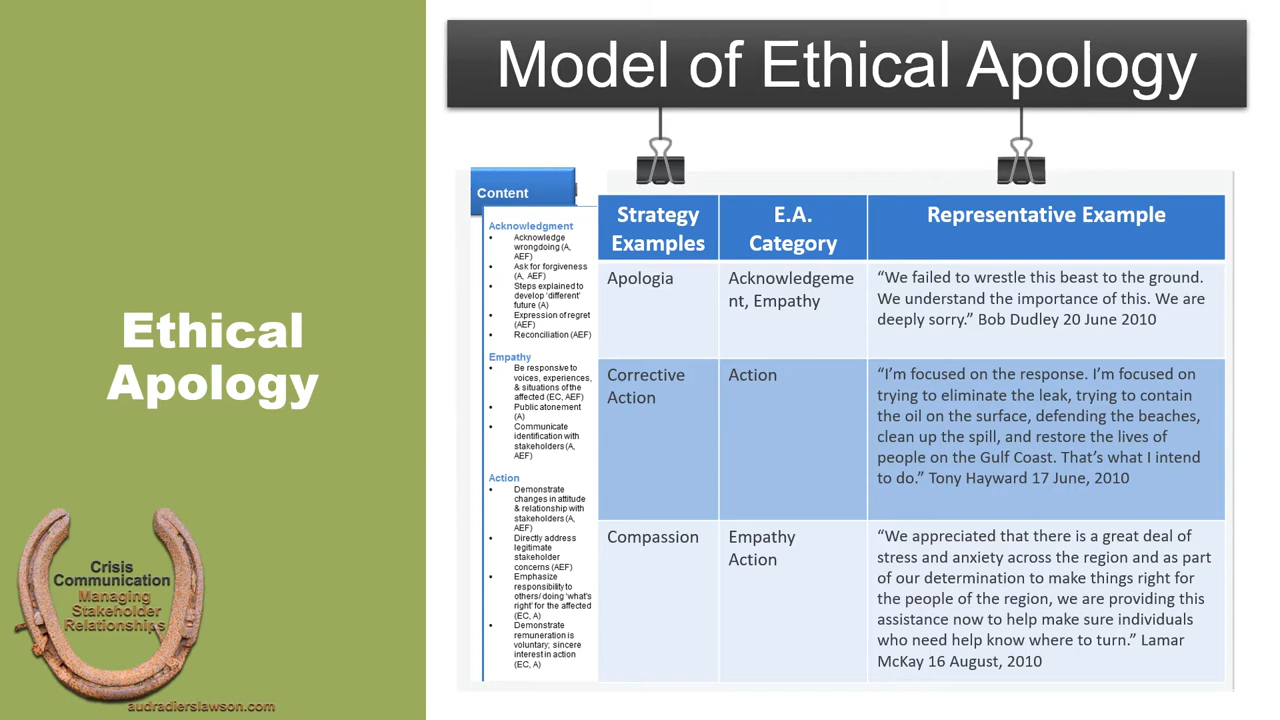 Model of Ethical Apology
Ethical
Apology
Crisis
Communication
Managing
Stakeholder
Relationships
audradierslawson.com
Content
Acknowledgment
• Acknowledge
wrongdoing (A,
AEF)
• Ask for forgiveness
(A, AEF)
• Steps explained to
develop ‘different’
future (A)
• Expression of regret
(AEF)
• Reconciliation (AEF)
Empathy
• Be responsive to
voices, experiences,
& situations of the
affected (EC, AEF)
• Public atonement
(A)
• Communicate
identification with
stakeholders (A,
AEF)
Action
• Demonstrate
changes in attitude
& relationship with
stakeholders (A,
AEF)
• Directly address
legitimate
stakeholder
concerns (AEF)
• Emphasize
responsibility to
others/ doing ‘what’s
right’ for the affected
(EC, A)
• Demonstrate
remuneration is
voluntary; sincere
interest in action
(EC, A)
Strategy
Examples
E.A.
Category
Representative Example
Apologia
Acknowledgeme
nt, Empathy
“We failed to wrestle this beast to the ground.
We understand the importance of this. We are
deeply sorry.” Bob Dudley 20 June 2010
Corrective
Action
Action
“I’m focused on the response. I’m focused on
trying to eliminate the leak, trying to contain
the oil on the surface, defending the beaches,
clean up the spill, and restore the lives of
people on the Gulf Coast. That’s what I intend
to do.” Tony Hayward 17 June, 2010
Compassion
Empathy
Action
“We appreciated that there is a great deal of
stress and anxiety across the region and as part
of our determination to make things right for
the people of the region, we are providing this
assistance now to help make sure individuals
who need help know where to turn.” Lamar
McKay 16 August, 2010